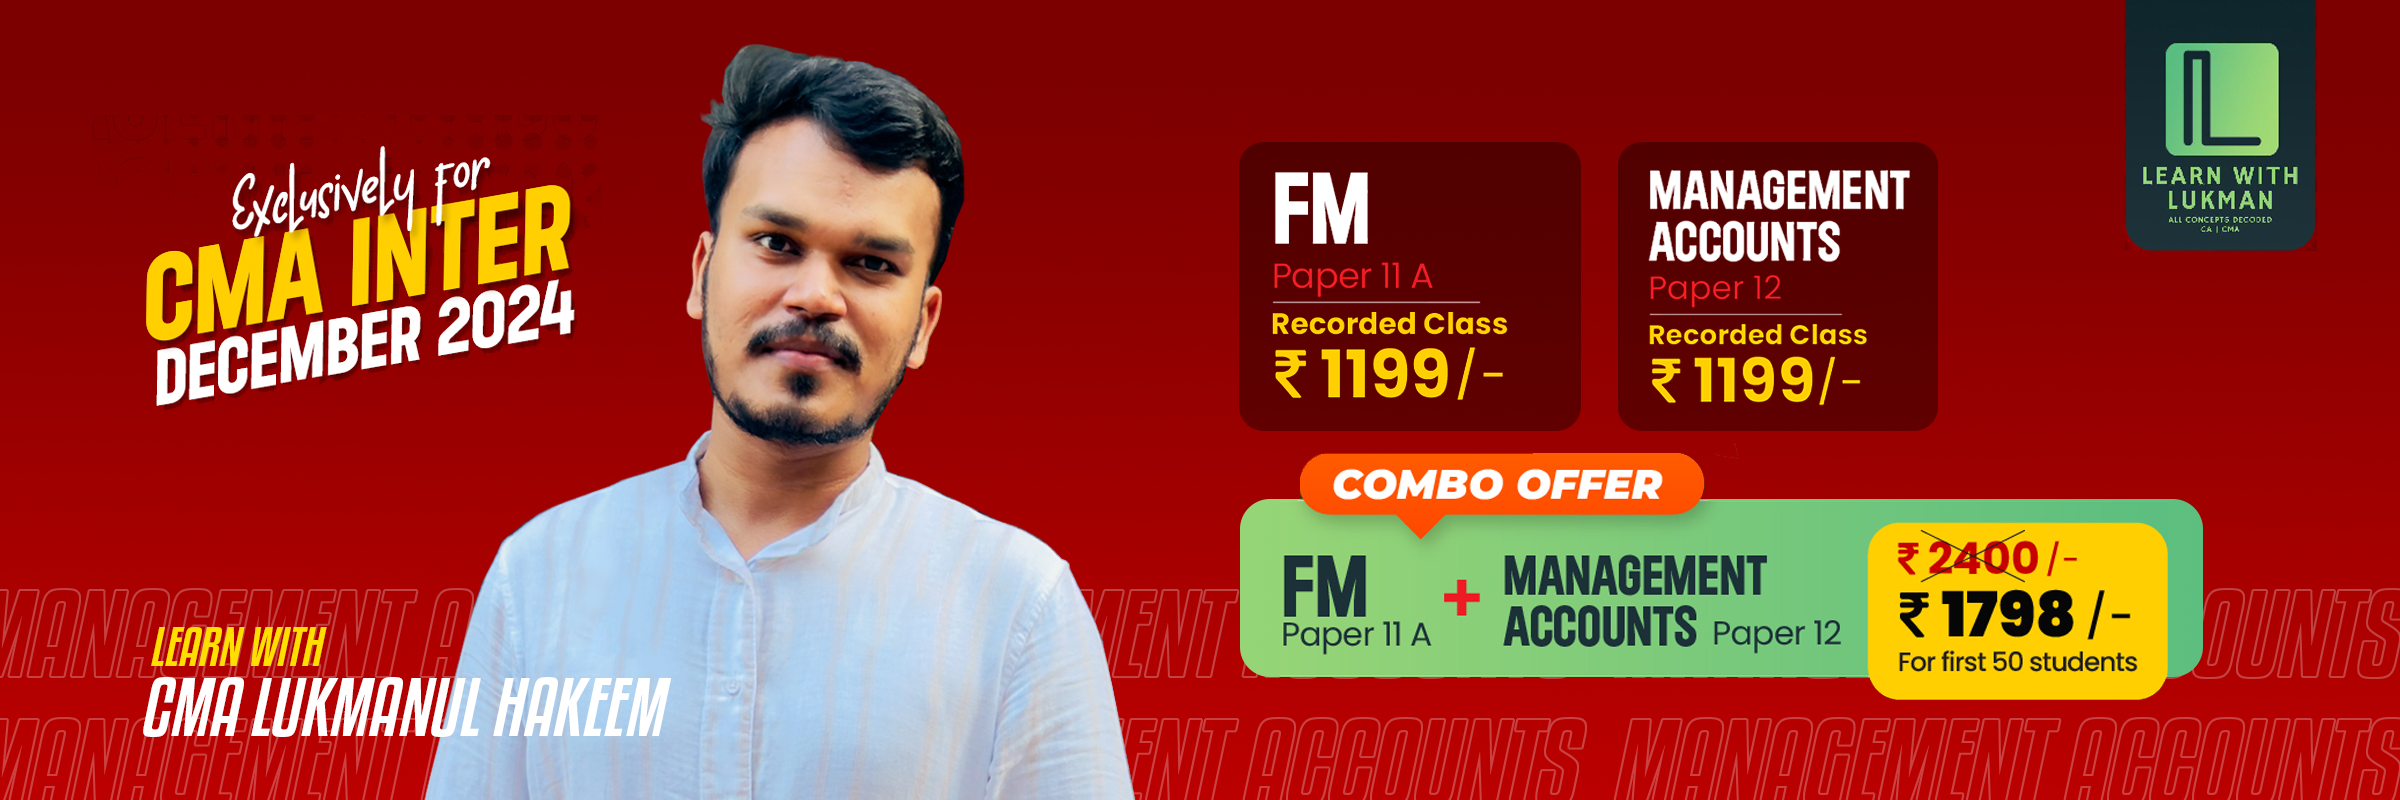 Exclusively For
CMA INTER
DECEMBER 2024
LEARN WITH
CMA LUKMANUL HAKEEM
FM
Paper 11 A
Recorded Class
₹ 1199/-
MANAGEMENT
ACCOUNTS
Paper 12
Recorded Class
₹ 1199/-
COMBO OFFER
FM
Paper 11 A
+
MANAGEMENT
ACCOUNTS Paper 12
₹ 2400/-
₹ 1798/-
For first 50 students
LEARN WITH
LUKMAN
ALL CONCEPTS DECODED
CA | CMA
MANAGEMENT ACCOUNTS
MANAGEMENT ACCOUNTS MANAGEMENT ACCOUNTS